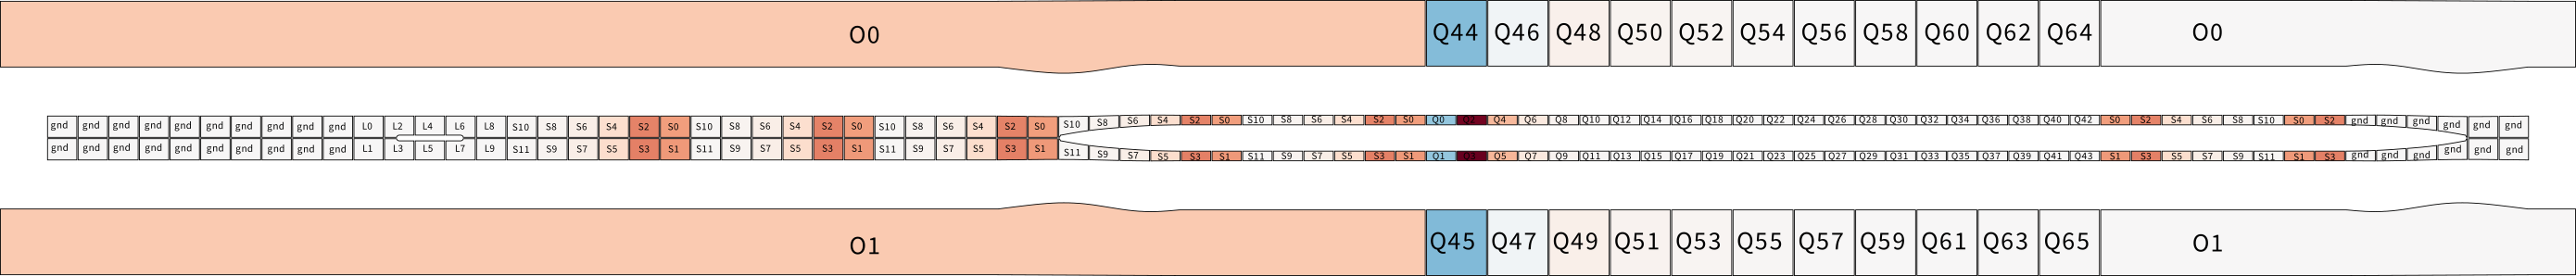 O0 Q44 Q46 Q48 Q50 Q52 Q54 Q56 Q58 Q60 Q62 Q64 O0
gnd gnd gnd gnd gnd gnd gnd gnd gnd gnd L0 L2 L4 L6 L8 S10 S8 S6 S4 S2 S0 S10 S8 S6 S4 S2 S0 S10 S8 S6 S4 S2 S0 S10 S8 S6 S4 S2 S0 S10 S8 S6 S4 S2 S0 Q0 Q2 Q4 Q6 Q8 Q10 Q12 Q14 Q16 Q18 Q20 Q22 Q24 Q26 Q28 Q30 Q32 Q34 Q36 Q38 Q40 Q42 S0 S2 S4 S6 S8 S10 S0 S2 gnd gnd gnd gnd gnd gnd
gnd gnd gnd gnd gnd gnd gnd gnd gnd gnd L1 L3 L5 L7 L9 S11 S9 S7 S5 S3 S1 S11 S9 S7 S5 S3 S1 S11 S9 S7 S5 S3 S1 S11 S9 S7 S5 S3 S1 S11 S9 S7 S5 S3 S1 Q1 Q3 Q5 Q7 Q9 Q11 Q13 Q15 Q17 Q19 Q21 Q23 Q25 Q27 Q29 Q31 Q33 Q35 Q37 Q39 Q41 Q43 S1 S3 S5 S7 S9 S11 S1 S3 gnd gnd gnd gnd gnd gnd
O1 Q45 Q47 Q49 Q51 Q53 Q55 Q57 Q59 Q61 Q63 Q65 O1